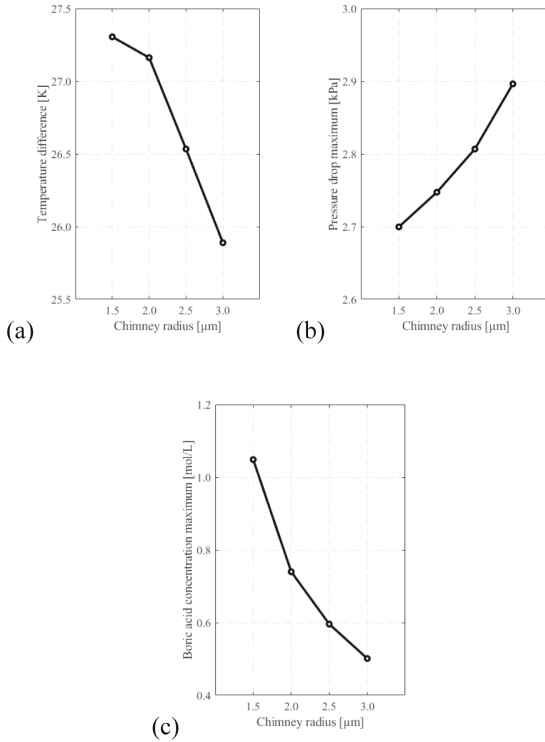 Temperature difference [K]
27.5
27.0
26.5
26.0
25.5
1.5 2.0 2.5 3.0
Chimney radius [µm]
(a)
Pressure drop maximum [kPa]
3.0
2.9
2.8
2.7
2.6
1.5 2.0 2.5 3.0
Chimney radius [µm]
(b)
Boric acid concentration maximum [mol/L]
1.2
1.0
0.8
0.6
0.4
1.5 2.0 2.5 3.0
Chimney radius [µm]
(c)